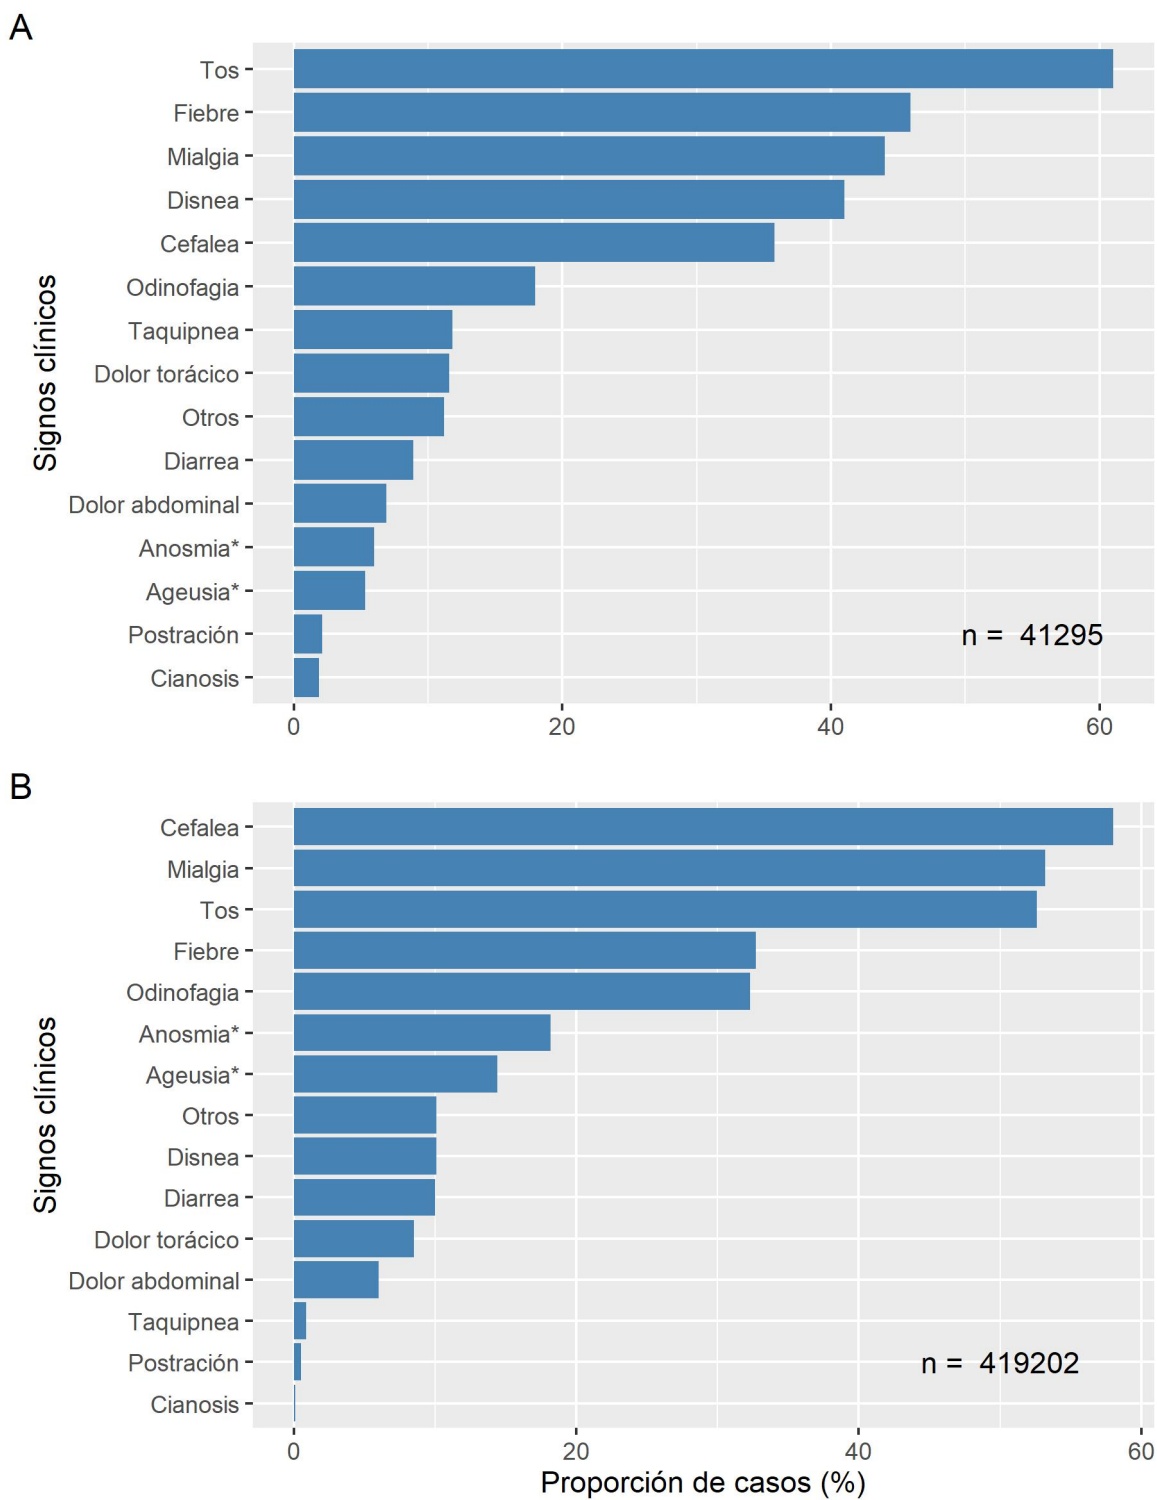 A
Tos
Fiebre
Mialgia
Disnea
Cefalea
Odinofagia
Taquipnea
Dolor torácico
Otros
Diarrea
Dolor abdominal
Anosmia*
Ageusia*
Postración
Cianosis
Signos clínicos
n = 41295
0 20 40 60
B
Cefalea
Mialgia
Tos
Fiebre
Odinofagia
Anosmia*
Ageusia*
Otros
Disnea
Diarrea
Dolor torácico
Dolor abdominal
Taquipnea
Postración
Cianosis
Signos clínicos
n = 419202
0 20 40 60
Proporción de casos (%)